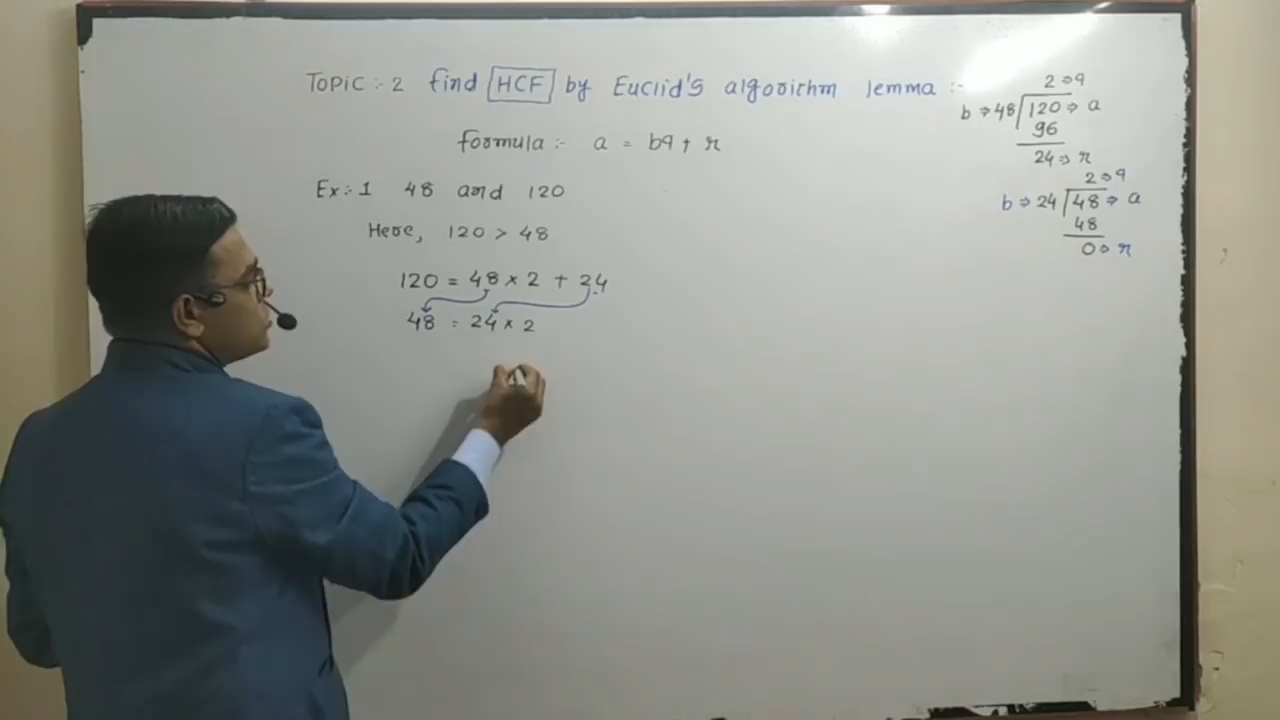 TOPIC :- 2 find HCF by Euclid's algorithm lemma :-
formula :- a = bq + r
Ex :- 1 48 and 120
Here, 120 > 48
120 = 48 × 2 + 24
48 = 24 × 2
2 ⇒ q
b ⇒ 48 120 ⇒ a
96
24 ⇒ r
2 ⇒ q
b ⇒ 24 48 ⇒ a
48
0 ⇒ r